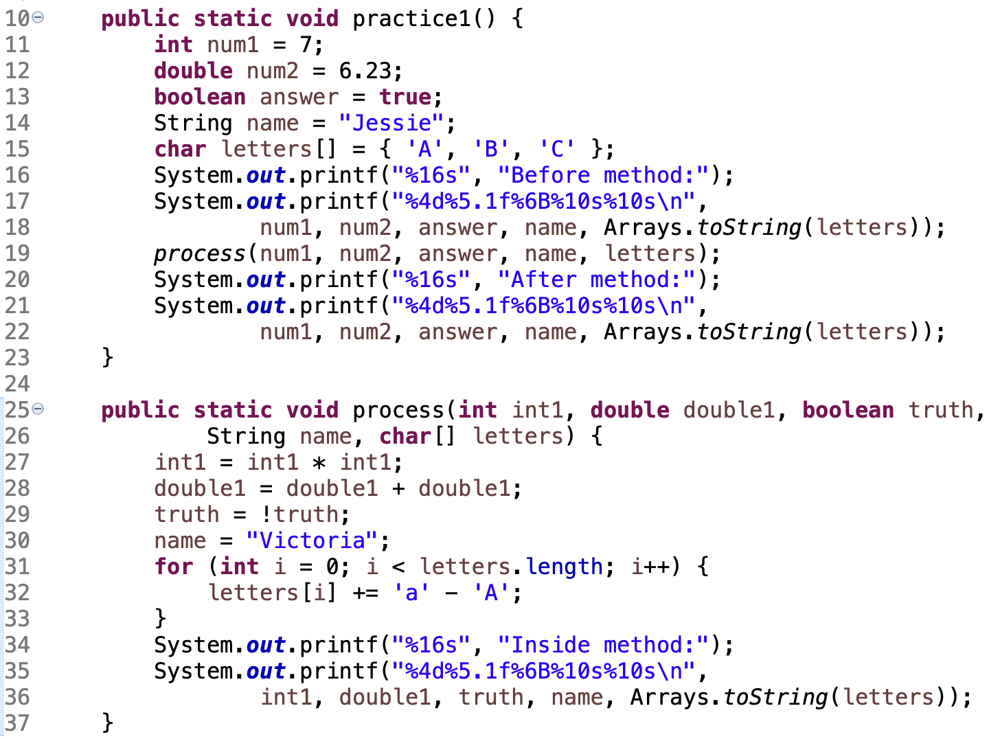 10 public static void practice1() {
11 int num1 = 7;
12 double num2 = 6.23;
13 boolean answer = true;
14 String name = "Jessie";
15 char letters[] = { 'A', 'B', 'C' };
16 System.out.printf("%16s", "Before method:");
17 System.out.printf("%4d%5.1f%6B%10s%10s\n",
18 num1, num2, answer, name, Arrays.toString(letters));
19 process(num1, num2, answer, name, letters);
20 System.out.printf("%16s", "After method:");
21 System.out.printf("%4d%5.1f%6B%10s%10s\n",
22 num1, num2, answer, name, Arrays.toString(letters));
23 }
24
25 public static void process(int int1, double double1, boolean truth,
26 String name, char[] letters) {
27 int1 = int1 * int1;
28 double1 = double1 + double1;
29 truth = !truth;
30 name = "Victoria";
31 for (int i = 0; i < letters.length; i++) {
32 letters[i] += 'a' - 'A';
33 }
34 System.out.printf("%16s", "Inside method:");
35 System.out.printf("%4d%5.1f%6B%10s%10s\n",
36 int1, double1, truth, name, Arrays.toString(letters));
37 }